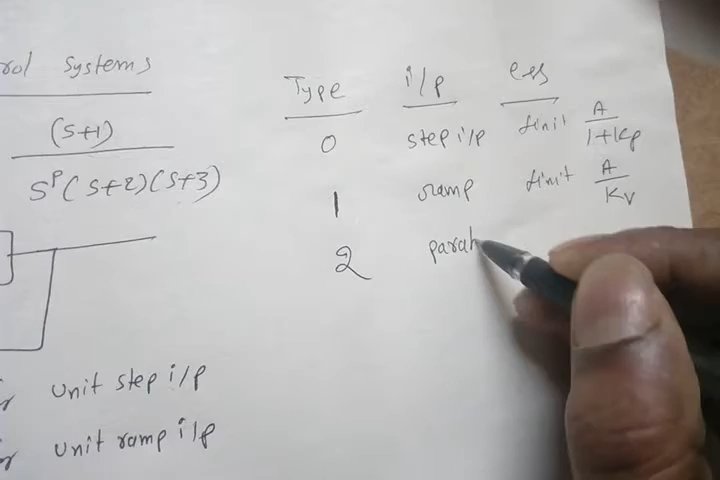 rol Systems
(S+1)
S^P(S+2)(S+3)
unit step i/p
unit ramp i/p
Type i/p ess
0 step i/p finit A/1+Kp
1 ramp finit A/Kv
2 parab